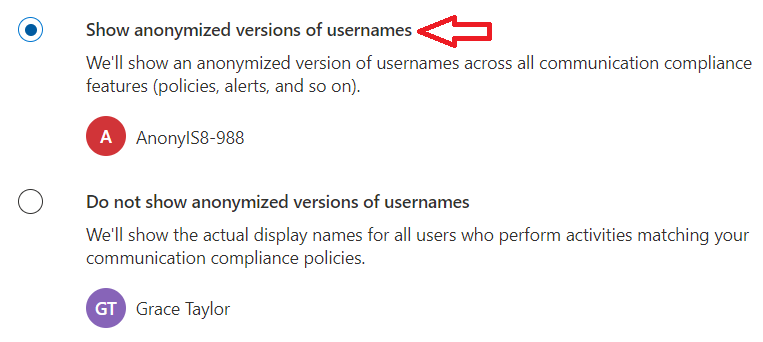 Show anonymized versions of usernames
We'll show an anonymized version of usernames across all communication compliance
features (policies, alerts, and so on).
A AnonyIS8-988
Do not show anonymized versions of usernames
We'll show the actual display names for all users who perform activities matching your
communication compliance policies.
GT Grace Taylor